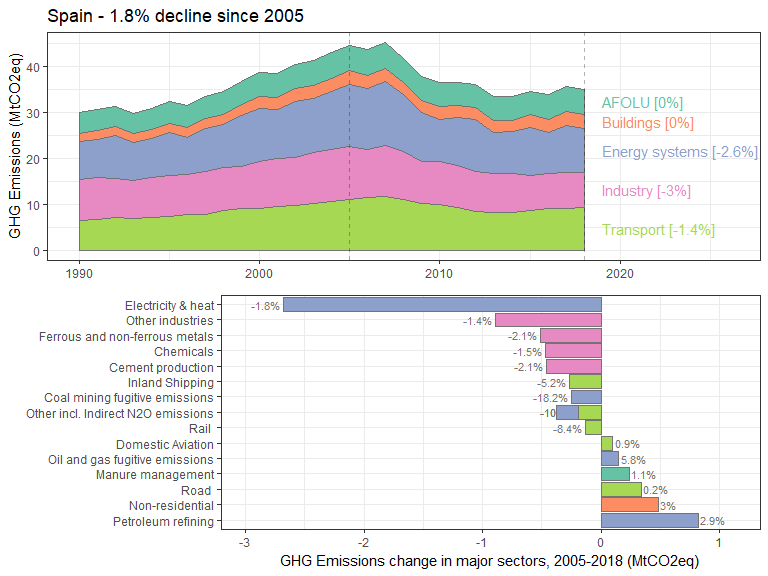 Spain - 1.8% decline since 2005
GHG Emissions (MtCO2eq)
40
30
20
10
0
1990
2000
2010
2020
AFOLU [0%]
Buildings [0%]
Energy systems [-2.6%]
Industry [-3%]
Transport [-1.4%]
Electricity & heat -1.8%
Other industries -1.4%
Ferrous and non-ferrous metals -2.1%
Chemicals -1.5%
Cement production -2.1%
Inland Shipping -5.2%
Coal mining fugitive emissions -18.2%
Other incl. Indirect N2O emissions -10
Rail -8.4%
Domestic Aviation 0.9%
Oil and gas fugitive emissions 5.8%
Manure management 1.1%
Road 0.2%
Non-residential 3%
Petroleum refining 2.9%
-3
-2
-1
0
1
GHG Emissions change in major sectors, 2005-2018 (MtCO2eq)